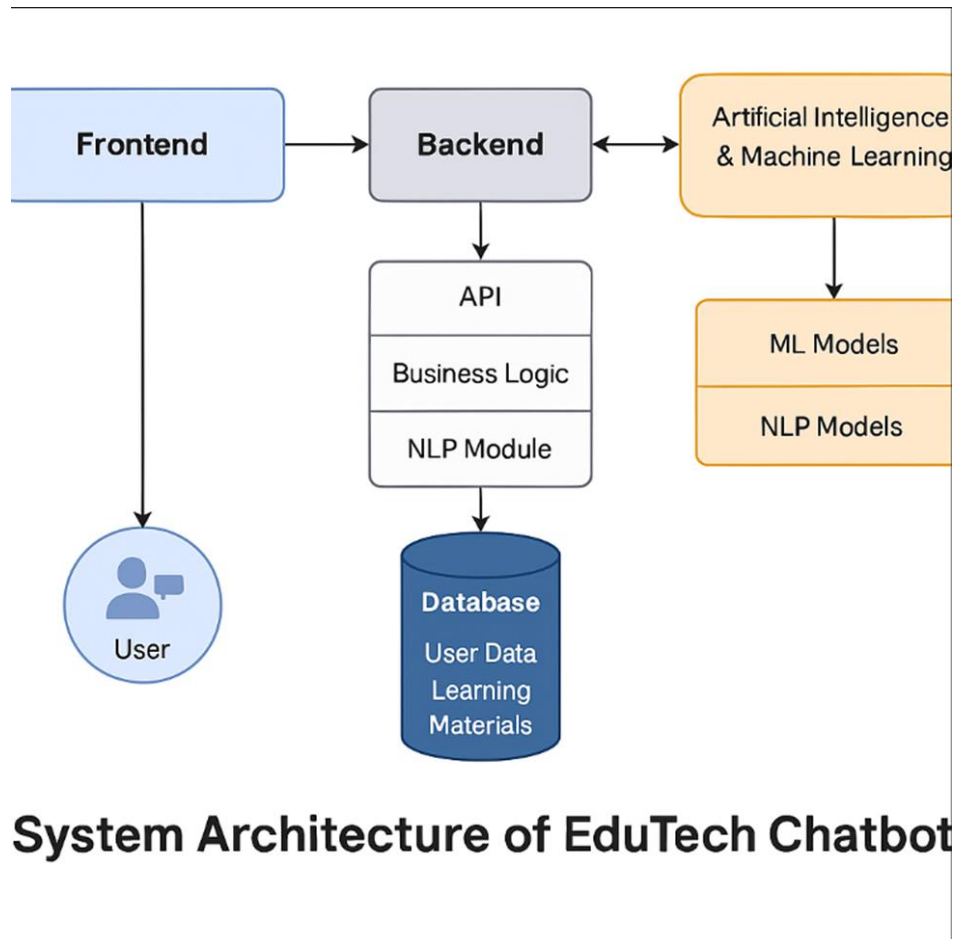 Frontend
Backend
Artificial Intelligence
& Machine Learning
API
Business Logic
NLP Module
ML Models
NLP Models
User
Database
User Data
Learning
Materials
System Architecture of EduTech Chatbot